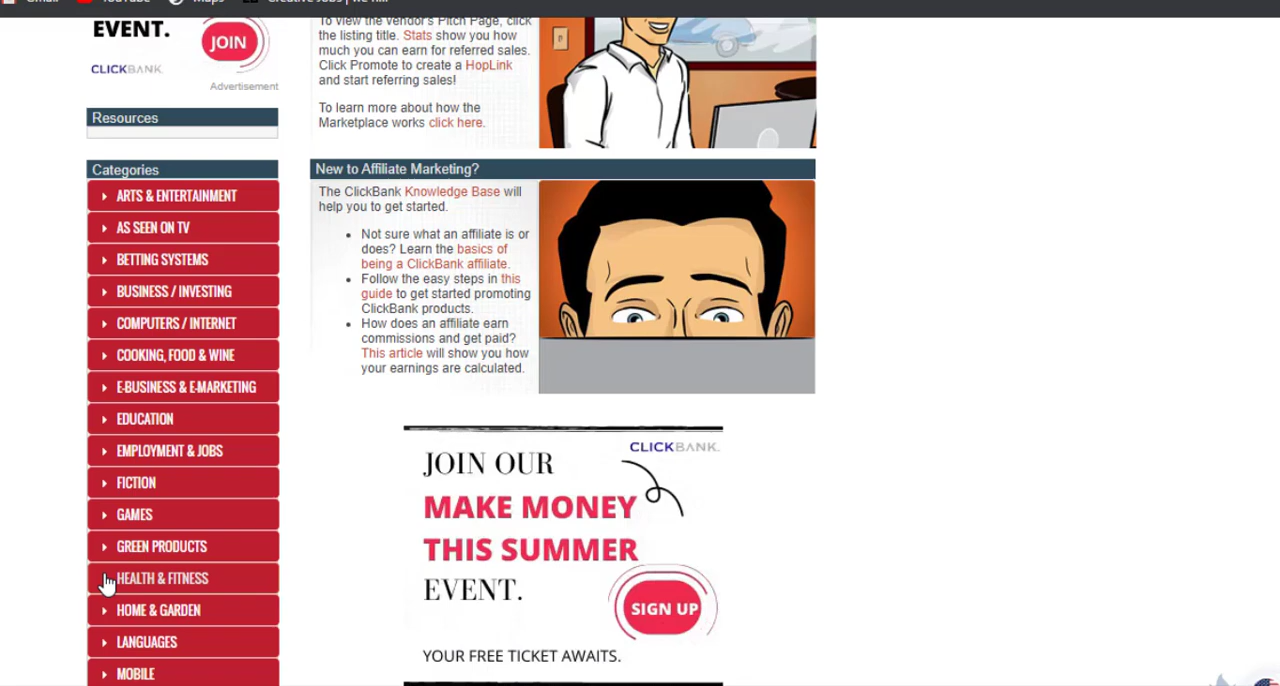 Gmail
YouTube
Maps
Creative Jobs | we'll...
EVENT.
JOIN
CLICKBANK.
Advertisement
Resources
Categories
ARTS & ENTERTAINMENT
AS SEEN ON TV
BETTING SYSTEMS
BUSINESS / INVESTING
COMPUTERS / INTERNET
COOKING, FOOD & WINE
E-BUSINESS & E-MARKETING
EDUCATION
EMPLOYMENT & JOBS
FICTION
GAMES
GREEN PRODUCTS
HEALTH & FITNESS
HOME & GARDEN
LANGUAGES
MOBILE
To view the vendor's Pitch Page, click
the listing title. Stats show you how
much you can earn for referred sales.
Click Promote to create a HopLink
and start referring sales!
To learn more about how the
Marketplace works click here.
New to Affiliate Marketing?
The ClickBank Knowledge Base will
help you to get started.
Not sure what an affiliate is or
does? Learn the basics of
being a ClickBank affiliate.
Follow the easy steps in this
guide to get started promoting
ClickBank products.
How does an affiliate earn
commissions and get paid?
This article will show you how
your earnings are calculated.
CLICKBANK.
JOIN OUR
MAKE MONEY
THIS SUMMER
EVENT.
SIGN UP
YOUR FREE TICKET AWAITS.